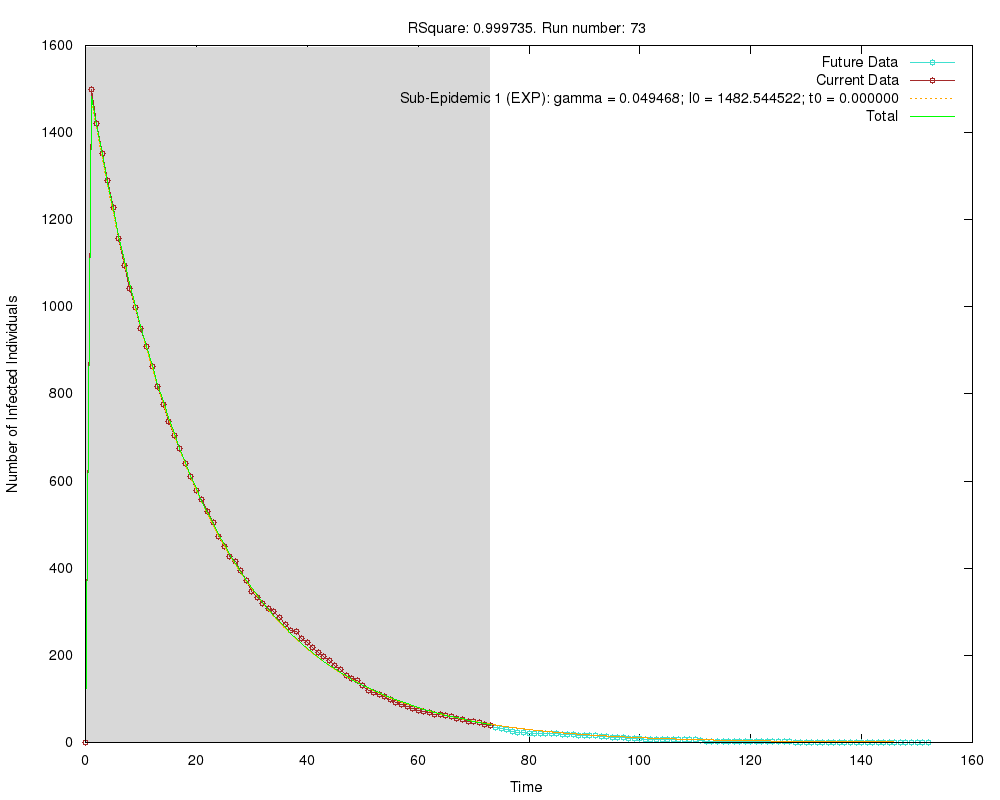 RSquare: 0.999735. Run number: 73
Future Data
Current Data
Sub-Epidemic 1 (EXP): gamma = 0.049468; I0 = 1482.544522; t0 = 0.000000
Total
Number of Infected Individuals
1600
1400
1200
1000
800
600
400
200
0
0 20 40 60 80 100 120 140 160
Time